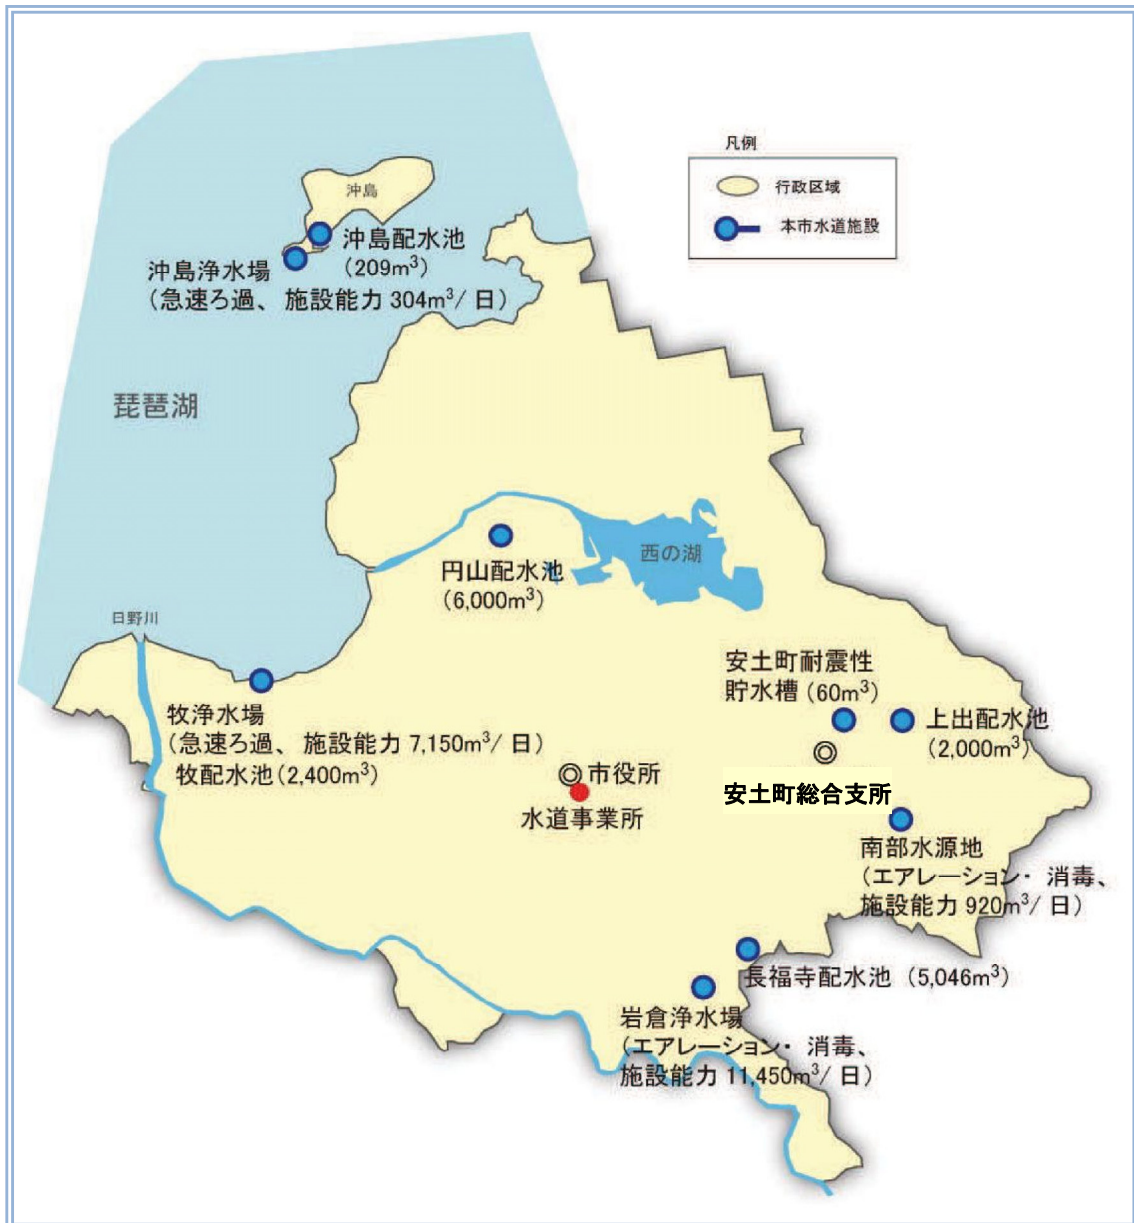 凡例
行政区域
本市水道施設
沖島
沖島配水池
(209m³)
沖島浄水場
(急速ろ過、施設能力 304m³/日)
琵琶湖
西の湖
円山配水池
(6,000m³)
日野川
牧浄水場
(急速ろ過、施設能力 7,150m³/日)
牧配水池(2,400m³)
安土町耐震性
貯水槽(60m³)
上出配水池
(2,000m³)
市役所
水道事業所
安土町総合支所
南部水源地
(エアレーション・消毒、
施設能力 920m³/日)
長福寺配水池 (5,046m³)
岩倉浄水場
(エアレーション・消毒、
施設能力 11,450m³/日)